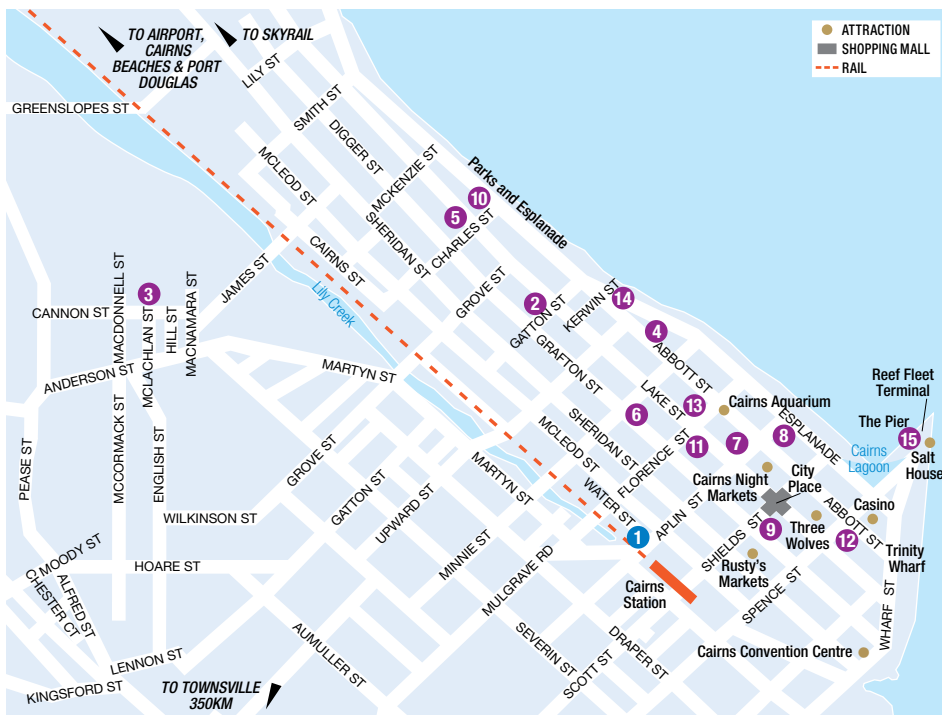 TO AIRPORT,
CAIRNS
BEACHES & PORT
DOUGLAS
TO SKYRAIL
ATTRACTION
SHOPPING MALL
RAIL
LILY ST
GREENSLOPES ST
SMITH ST
DIGGER ST
MCKENZIE ST
Parks and Esplanade
MCLEOD ST
10
5
SHERIDAN ST
CHARLES ST
CAIRNS ST
JAMES ST
Lily Creek
GROVE ST
3
CANNON ST
MACDONNELL ST
MCLACHLAN ST
HILL ST
MACNAMARA ST
2
GATTON ST
KERWIN ST
14
4
ABBOTT ST
GRAFTON ST
ANDERSON ST
MARTYN ST
LAKE ST
13
Cairns Aquarium
ESPLANADE
Reef Fleet
Terminal
The Pier
15
Salt
House
Cairns
Lagoon
6
11
7
8
SHERIDAN ST
MCLEOD ST
FLORENCE ST
PEASE ST
MCCORMACK ST
ENGLISH ST
GROVE ST
GATTON ST
UPWARD ST
MARTYN ST
WATER ST
1
APLIN ST
Cairns Night
Markets
City
Place
SHIELDS ST
9
Three
Wolves
ABBOTT ST
12
Casino
Trinity
Wharf
Rusty's
Markets
WILKINSON ST
MINNIE ST
MULGRAVE RD
MOODY ST
HOARE ST
CHESTER CT
ALFRED ST
Cairns
Station
SPENCE ST
WHARF ST
AUMULLER ST
SEVERIN ST
SCOTT ST
DRAPER ST
Cairns Convention Centre
LENNON ST
KINGSFORD ST
TO TOWNSVILLE
350KM